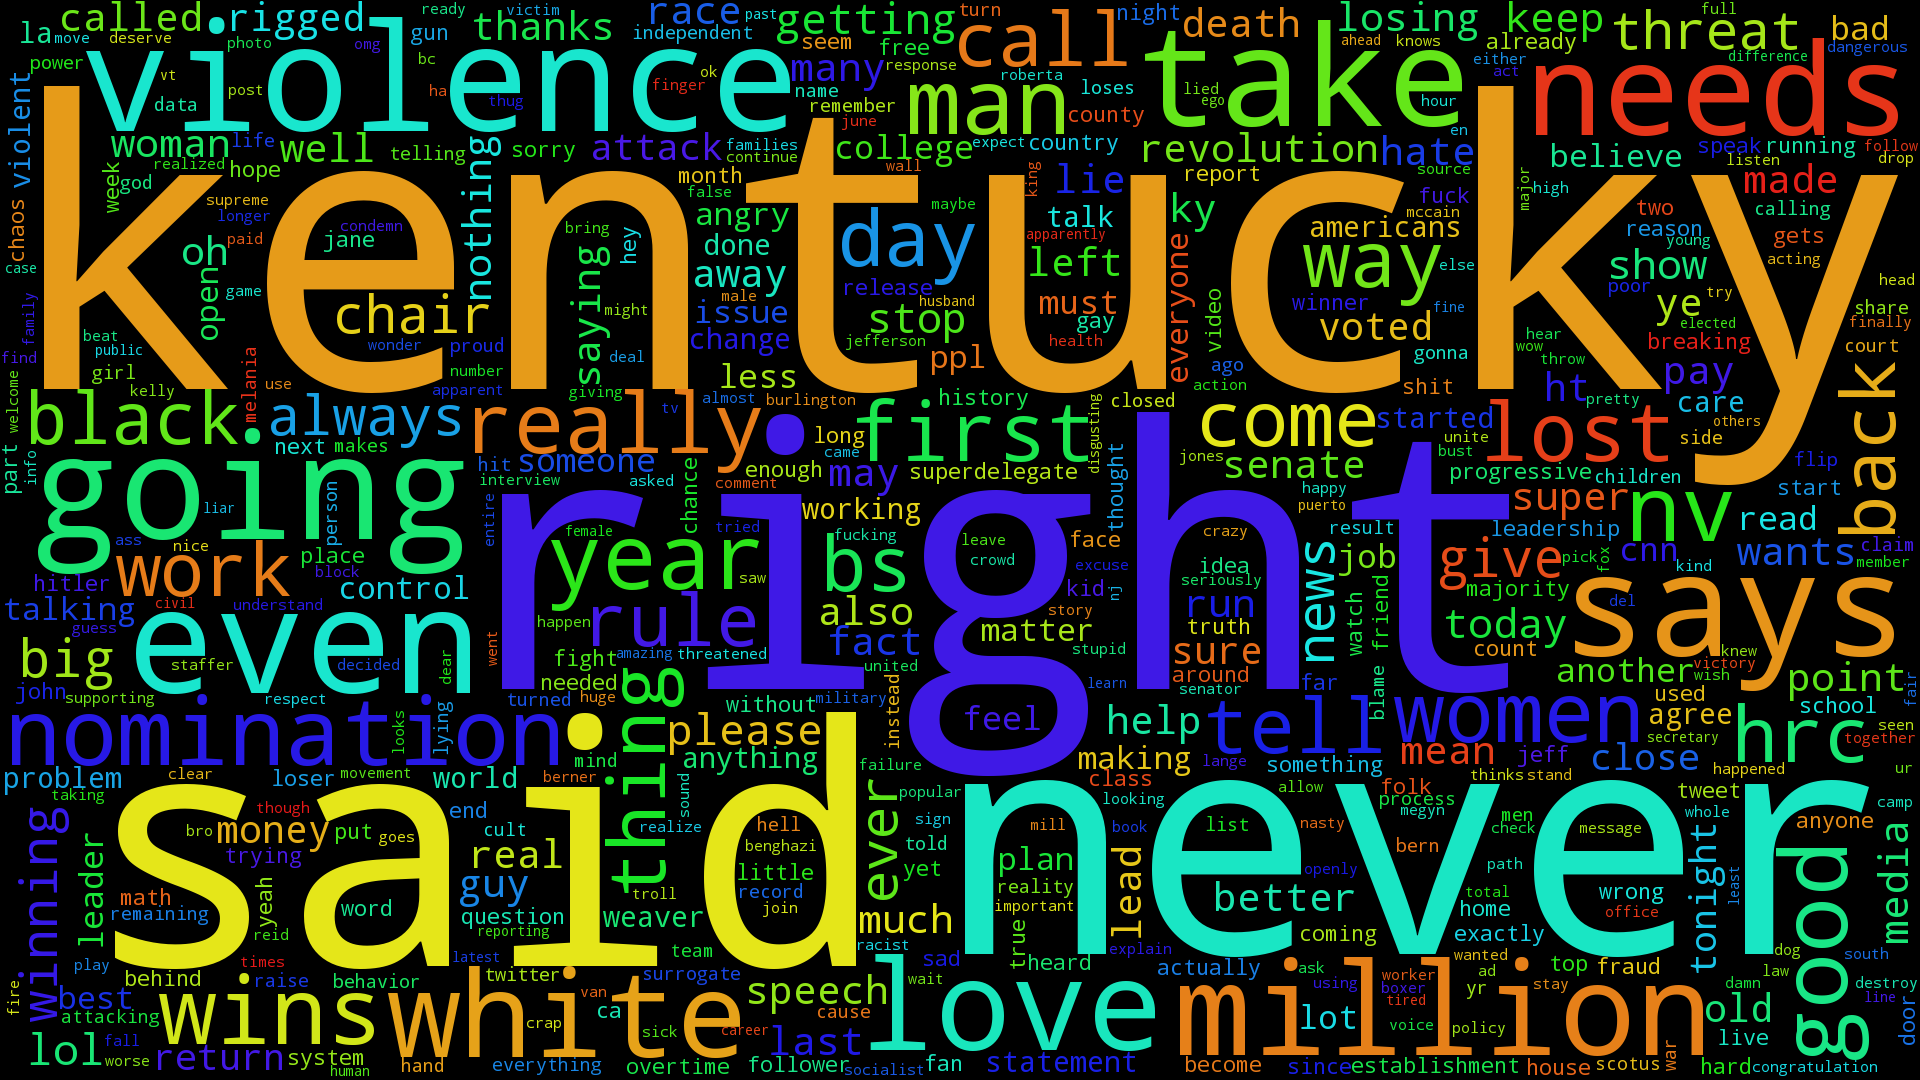 kentucky
right
said
never
violence
take
needs
going
even
nomination
white
million
love
good
says
women
wins
first
really
lost
come
back
black
work
year
bs
rule
always
man
call
day
way
nv
hrc
tell
give
big
thing
called
rigged
thanks
race
getting
death
losing
keep
threat
bad
la
move
deserve
ready
victim
gun
independent
past
seem
free
turn
night
ahead
knows
already
full
dangerous
difference
power
photo
omg
bc
ok
many
response
roberta
loses
lied
ego
hour
either
act
vt
post
data
ha
thug
finger
name
remember
june
county
chaos
violent
woman
life
well
telling
sorry
attack
families
continue
college
expect
country
revolution
hate
en
believe
speak
running
listen
follow
drop
week
god
realized
hope
nothing
month
wall
king
lie
report
source
fuck
major
high
made
supreme
longer
condemn
false
angry
maybe
talk
ky
americans
mccain
two
calling
reason
young
case
oh
paid
jane
bring
hey
done
apparently
left
everyone
else
show
gets
acting
open
saying
away
release
male
husband
must
video
winner
poor
ye
try
head
share
family
game
chair
might
issue
stop
gay
voted
fine
hear
wow
elected
finally
find
beat
public
wonder
proud
deal
change
jefferson
health
ago
gonna
throw
breaking
court
girl
number
ppl
action
shit
ht
pretty
pay
welcome
kelly
melania
use
apparent
giving
less
almost
burlington
history
closed
started
care
others
part
info
next
makes
tv
long
came
disgusting
unite
bust
side
flip
hit
someone
interview
asked
chance
comment
enough
may
superdelegate
thought
jones
senate
progressive
children
start
liar
person
entire
working
happy
puerto
result
super
leadership
read
ass
nice
place
block
female
tried
fucking
leave
crowd
face
excuse
crazy
idea
seriously
news
job
pick
fox
cnn
kind
wants
claim
member
hitler
control
saw
kid
nj
run
watch
friend
majority
del
talking
civil
understand
happen
also
story
truth
today
guess
staffer
decided
went
amazing
threatened
fact
matter
stupid
sure
count
knew
victory
john
supporting
respect
dear
fight
needed
united
around
senator
far
blame
another
wish
point
fair
looks
lying
turned
huge
without
military
instead
learn
used
school
please
feel
help
agree
secretary
seen
together
problem
clear
loser
movement
world
mind
berner
anything
failure
making
lange
something
mean
jeff
close
happened
ur
taking
though
end
sound
popular
class
looking
allow
folk
process
thinks
stand
tweet
whole
camp
winning
bro
money
put
goes
cult
realize
hell
ever
sign
mill
book
list
nasty
megyn
men
check
message
anyone
leader
trying
real
benghazi
told
plan
bern
path
tonight
media
math
yeah
guy
troll
little
yet
reality
lead
openly
total
wrong
least
remaining
word
question
weaver
record
join
much
important
better
home
office
play
reid
reporting
team
racist
true
explain
coming
exactly
dog
fire
behind
times
latest
twitter
surrogate
sad
heard
actually
ask
wanted
top
fraud
law
south
best
raise
behavior
van
speech
wait
using
worker
boxer
ad
yr
stay
damn
destroy
attacking
crap
ca
cause
lot
tired
old
line
lol
fall
sick
career
last
voice
policy
war
live
door
worse
return
system
human
hand
everything
overtime
follower
socialist
fan
statement
become
since
establishment
house
scotus
hard
congratulation